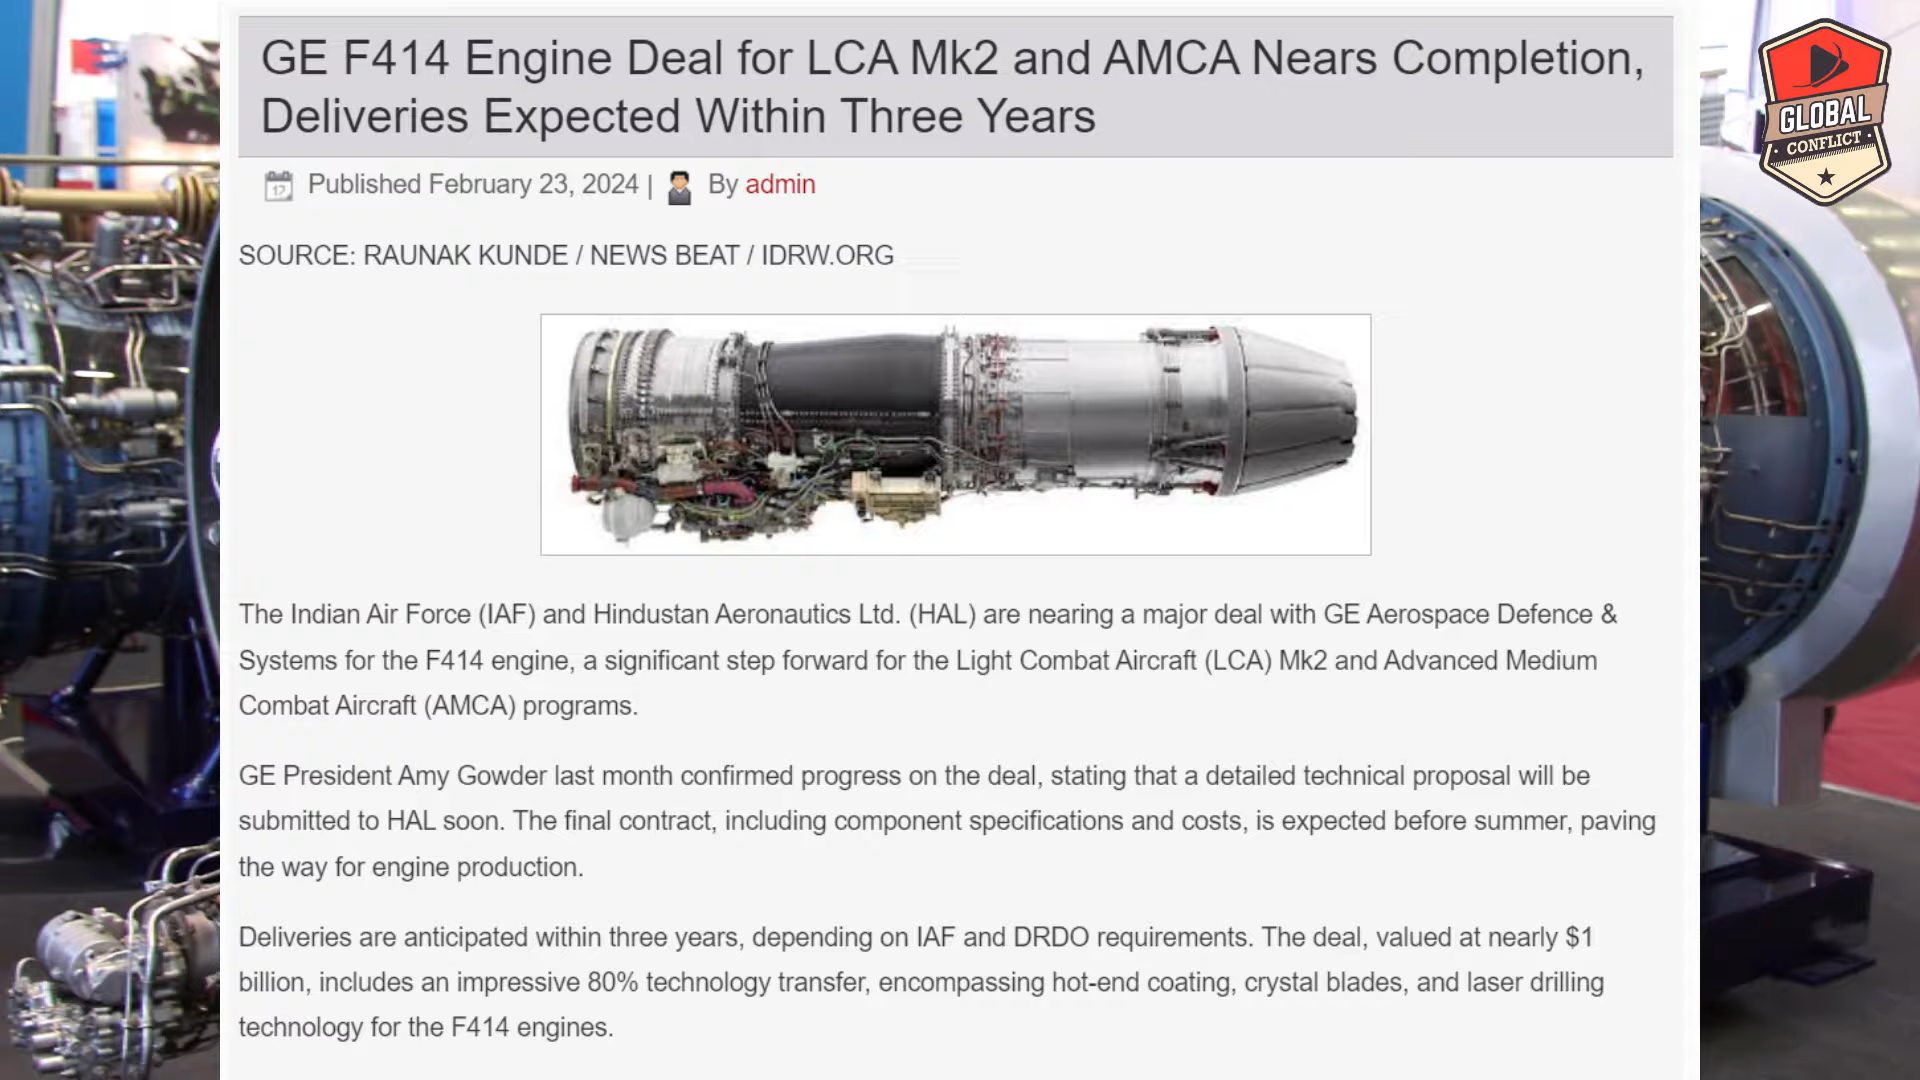 GE F414 Engine Deal for LCA Mk2 and AMCA Nears Completion,
Deliveries Expected Within Three Years
Published February 23, 2024 | By admin
SOURCE: RAUNAK KUNDE / NEWS BEAT / IDRW.ORG
The Indian Air Force (IAF) and Hindustan Aeronautics Ltd. (HAL) are nearing a major deal with GE Aerospace Defence &
Systems for the F414 engine, a significant step forward for the Light Combat Aircraft (LCA) Mk2 and Advanced Medium
Combat Aircraft (AMCA) programs.
GE President Amy Gowder last month confirmed progress on the deal, stating that a detailed technical proposal will be
submitted to HAL soon. The final contract, including component specifications and costs, is expected before summer, paving
the way for engine production.
Deliveries are anticipated within three years, depending on IAF and DRDO requirements. The deal, valued at nearly $1
billion, includes an impressive 80% technology transfer, encompassing hot-end coating, crystal blades, and laser drilling
technology for the F414 engines.
GLOBAL
CONFLICT